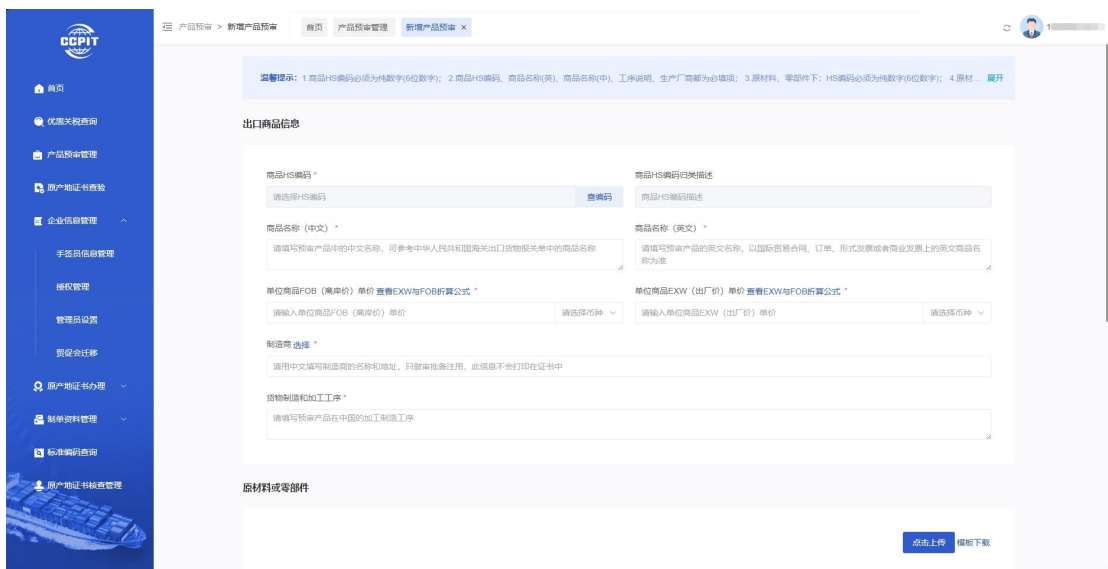 CCPIT
产品预审 > 新增产品预审
首页 产品预审管理 新增产品预审 ×
1
首页
优惠关税查询
产品预审管理
原产地证书查验
企业信息管理
手签员信息管理
授权管理
管理员设置
贸促会迁移
原产地证书办理
制单资料管理
标准编码查询
原产地证书核查管理
温馨提示：1.商品HS编码必须为纯数字(6位数字)； 2.商品HS编码、商品名称(英)、商品名称(中)、工序说明、生产厂商都为必填项； 3.原材料、零部件下：HS编码必须为纯数字(6位数字)； 4.原材... 展开
出口商品信息
商品HS编码 * 商品HS编码归类描述
请选择HS编码 查编码 商品HS编码描述
商品名称（中文） * 商品名称（英文） *
请填写预审产品中的中文名称，可参考中华人民共和国海关出口货物报关单中的商品名称
请填写预审产品的英文名称，以国际贸易合同、订单、形式发票或者商业发票上的英文商品名
称为准
单位商品FOB（离岸价）单价 查看EXW与FOB折算公式 * 单位商品EXW（出厂价）单价 查看EXW与FOB折算公式 *
请输入单位商品FOB（离岸价）单价 请选择币种 请输入单位商品EXW（出厂价）单价 请选择币种
制造商 选择 *
请用中文填写制造商的名称和地址，只做审批备注用，此信息不会打印在证书中
货物制造和加工工序 *
请填写预审产品在中国的加工制造工序
原材料或零部件
点击上传 模板下载